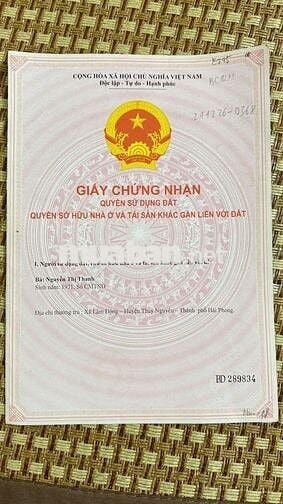 CỘNG HÒA XÃ HỘI CHỦ NGHĨA VIỆT NAM
Độc lập - Tự do - Hạnh phúc
GIẤY CHỨNG NHẬN
QUYỀN SỬ DỤNG ĐẤT
QUYỀN SỞ HỮU NHÀ Ở VÀ TÀI SẢN KHÁC GẮN LIỀN VỚI ĐẤT
I. Người sử dụng đất,
Bà: Nguyễn Thị Thanh
Sinh năm: 1971, Số CMTND
Địa chỉ thường trú : Xã Lâm Động – Huyện Thủy Nguyên – Thành phố Hải Phòng.
BD 289834